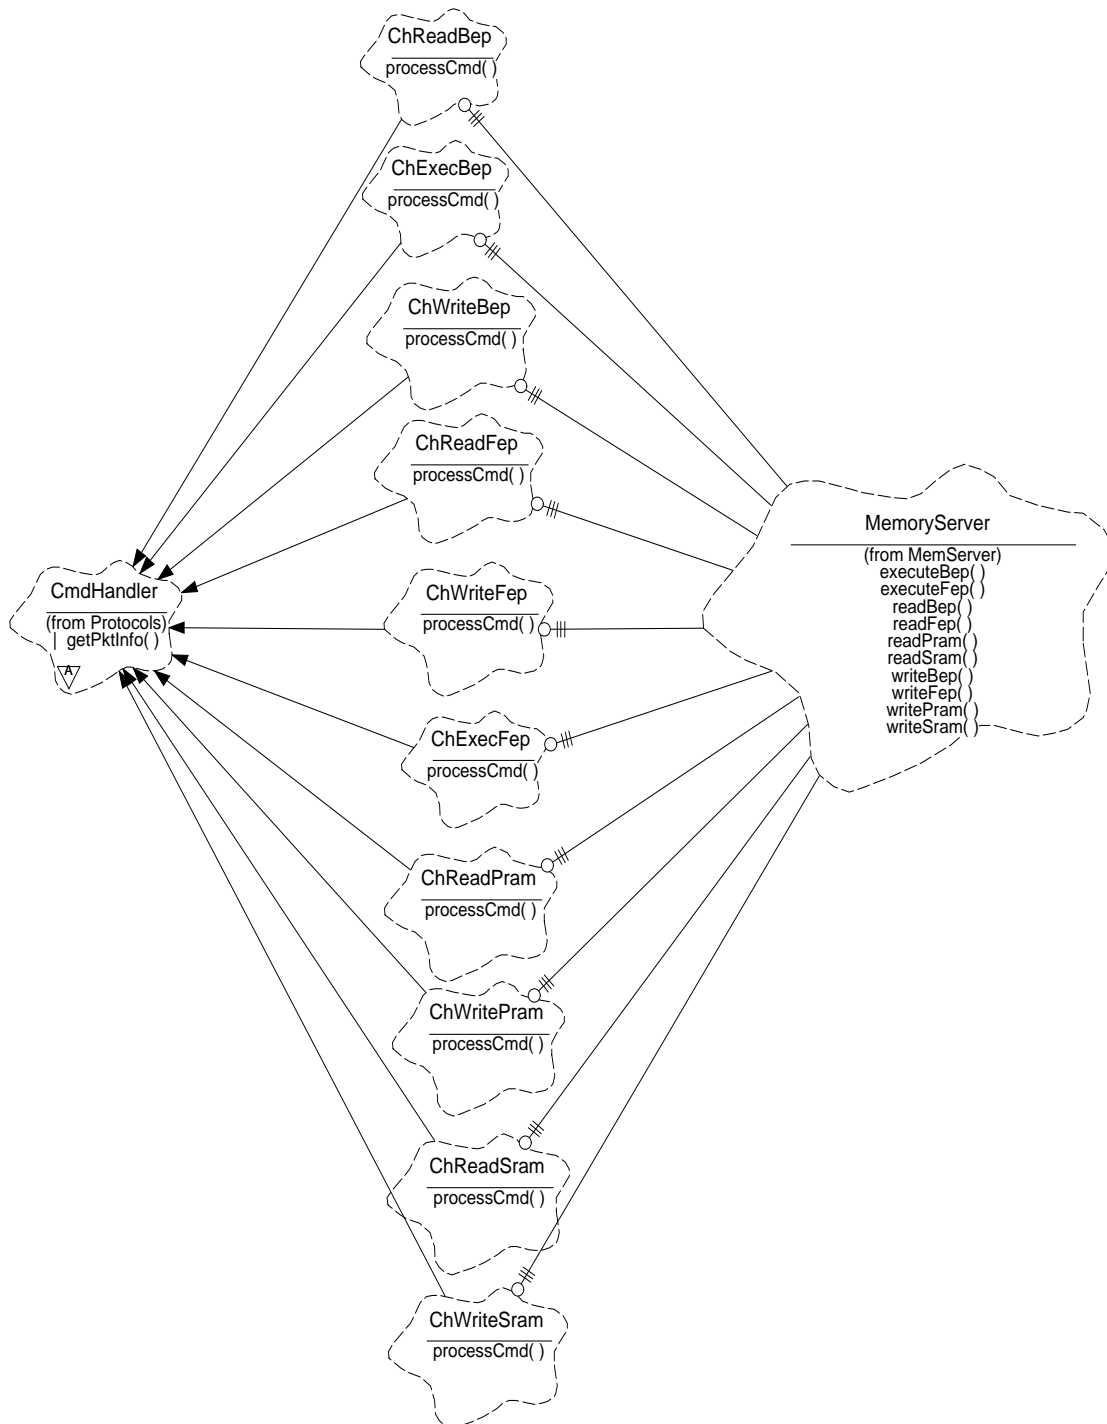 ChReadBep
processCmd( )
ChExecBep
processCmd( )
ChWriteBep
processCmd( )
ChReadFep
processCmd( )
MemoryServer
(from MemServer)
executeBep( )
executeFep( )
readBep( )
readFep( )
readPram( )
readSram( )
writeBep( )
writeFep( )
writePram( )
writeSram( )
CmdHandler
(from Protocols)
| getPktInfo( )
A
ChWriteFep
processCmd( )
ChExecFep
processCmd( )
ChReadPram
processCmd( )
ChWritePram
processCmd( )
ChReadSram
processCmd( )
ChWriteSram
processCmd( )